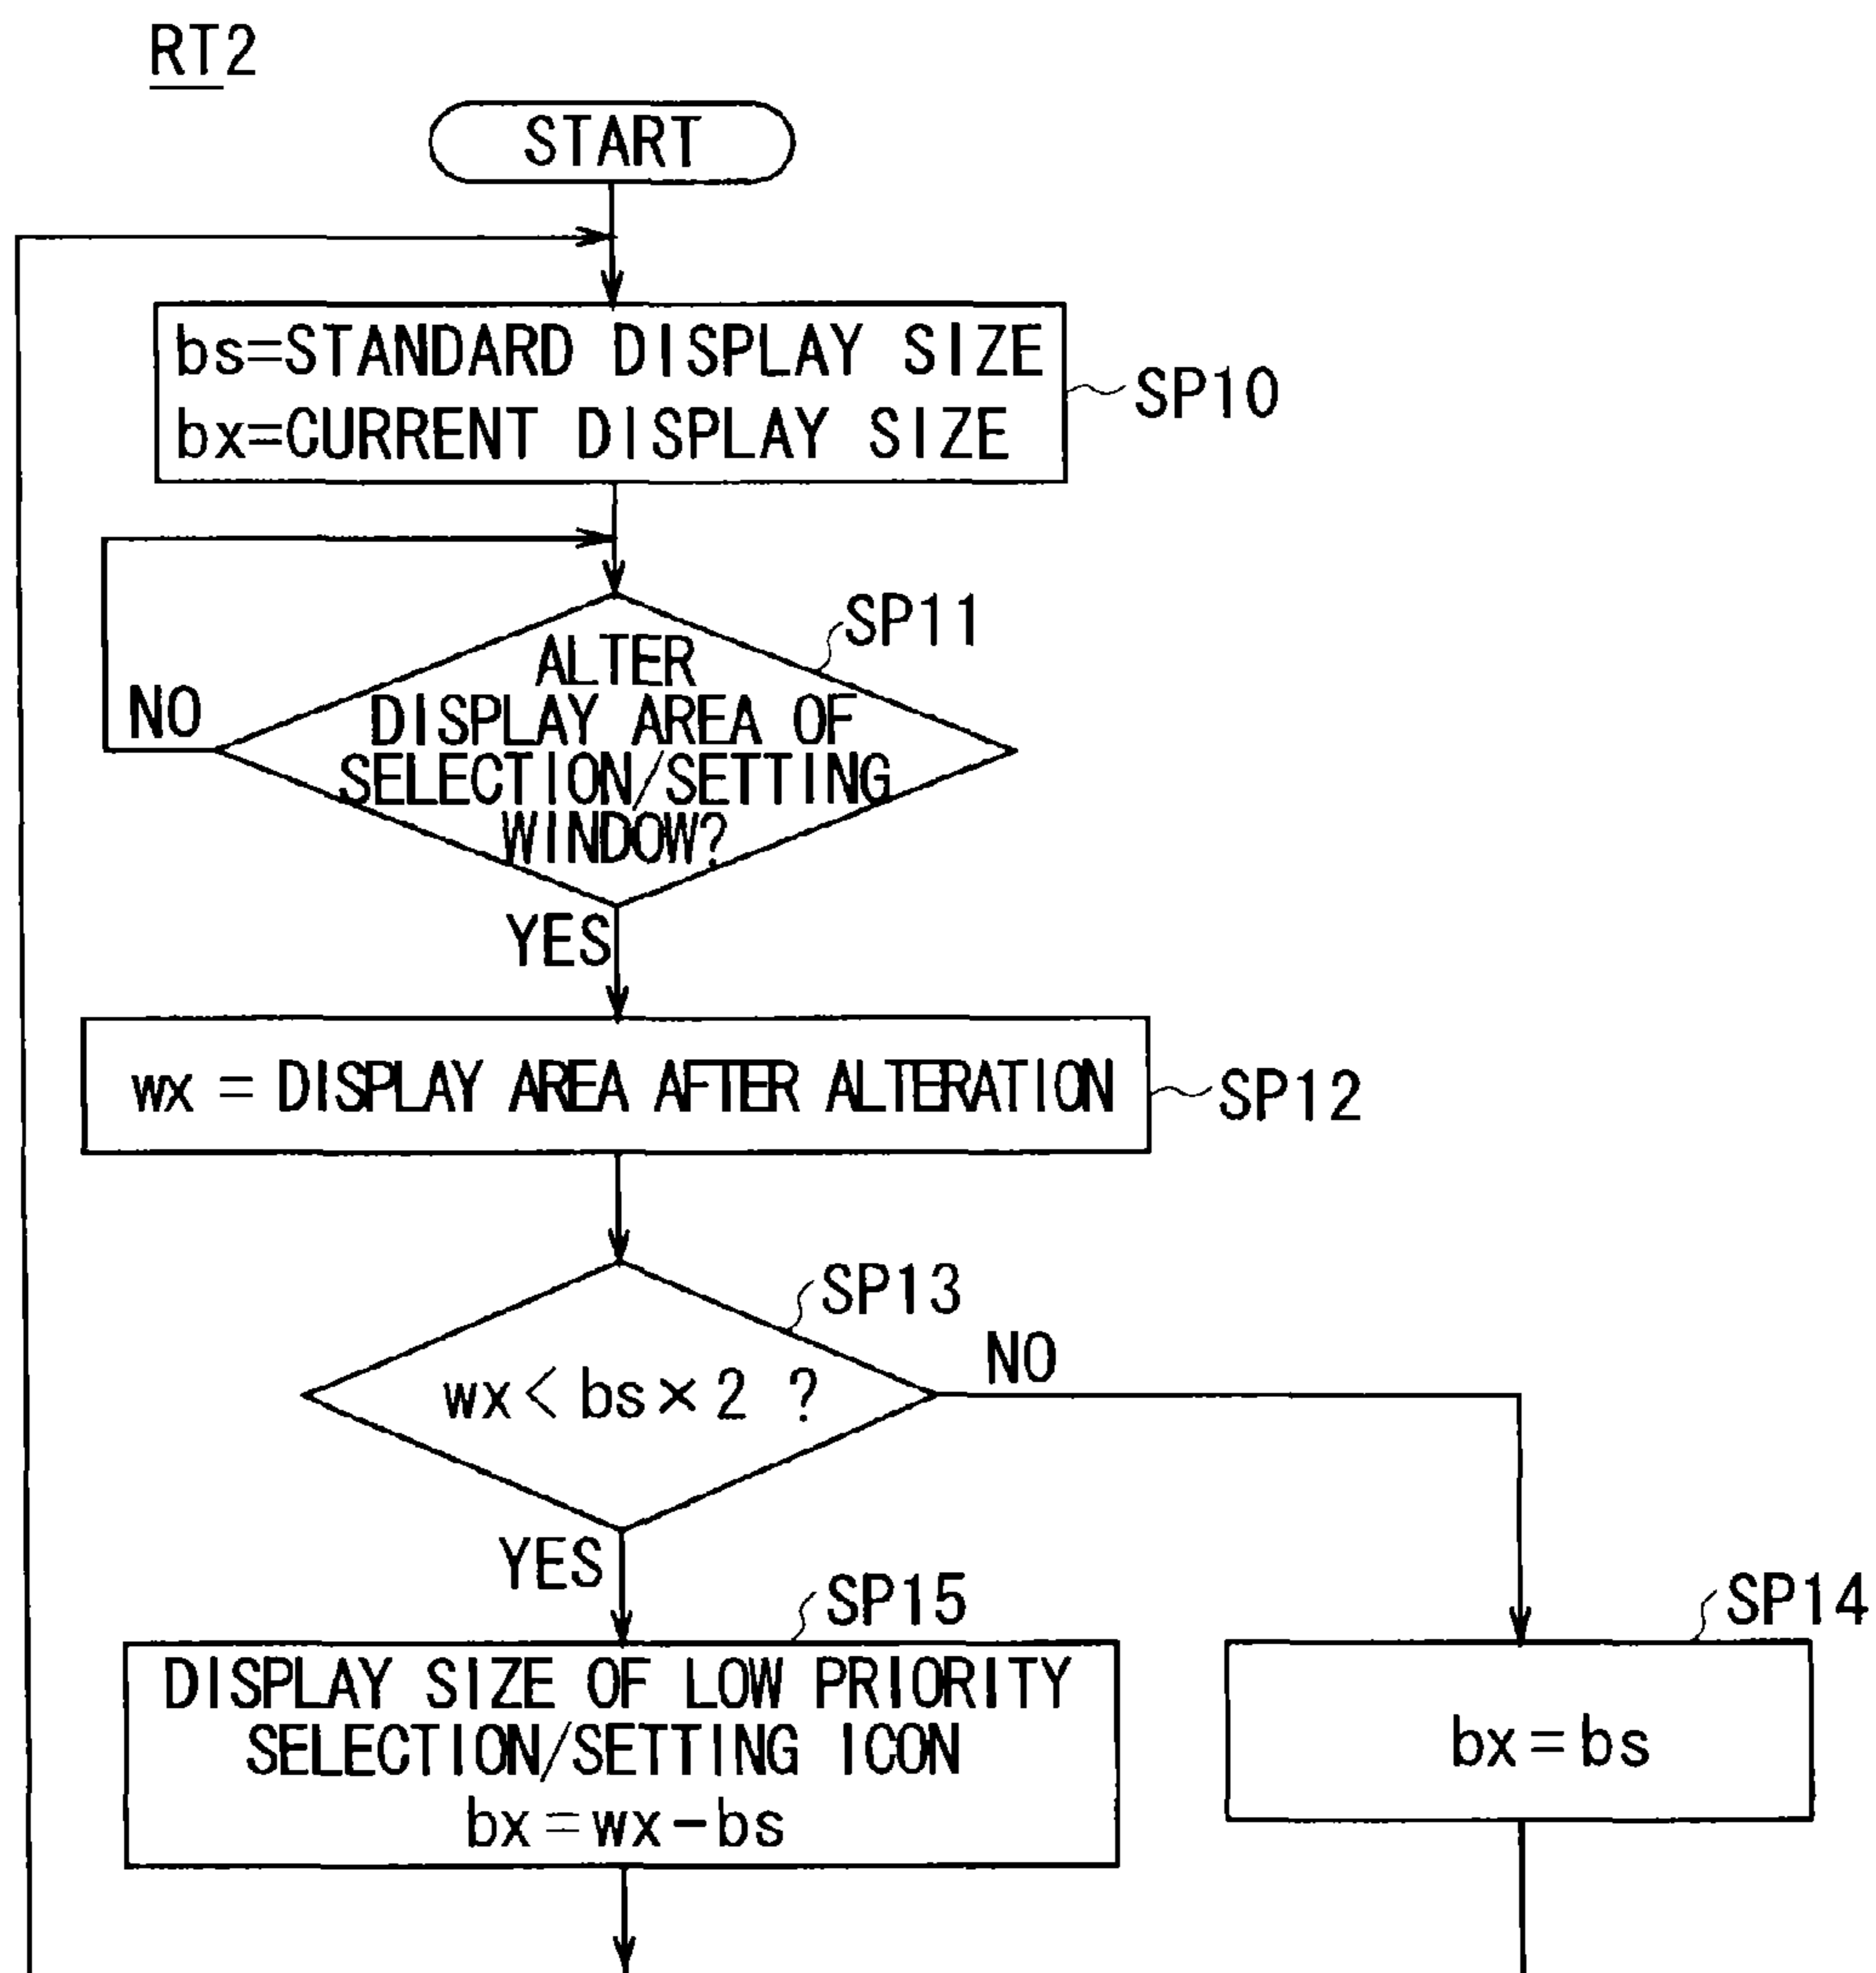 RT2
START
bs=STANDARD DISPLAY SIZE
bx=CURRENT DISPLAY SIZE
SP10
SP11
ALTER
DISPLAY AREA OF
SELECTION/SETTING
WINDOW?
NO
YES
wx = DISPLAY AREA AFTER ALTERATION
SP12
SP13
wx < bs × 2 ?
NO
YES
SP15
SP14
DISPLAY SIZE OF LOW PRIORITY
SELECTION/SETTING ICON
bx = wx - bs
bx = bs